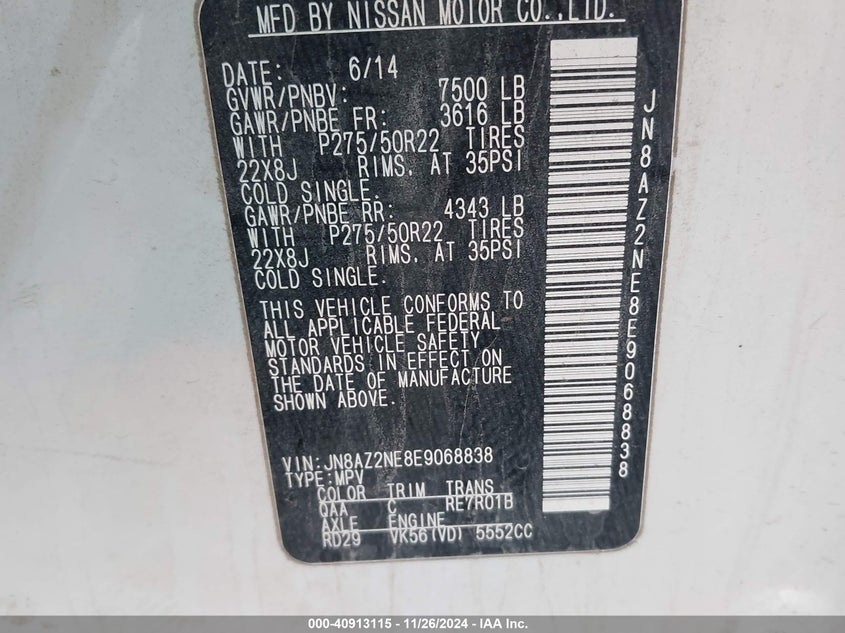 MFD BY NISSAN MOTOR CO.,LTD.
DATE: 6/14
GVWR/PNBV: 7500 LB
GAWR/PNBE FR: 3616 LB
WITH P275/50R22 TIRES
22X8J RIMS. AT 35PSI
COLD SINGLE.
GAWR/PNBE RR: 4343 LB
WITH P275/50R22 TIRES
22X8J RIMS. AT 35PSI
COLD SINGLE.
THIS VEHICLE CONFORMS TO
ALL APPLICABLE FEDERAL
MOTOR VEHICLE SAFETY
STANDARDS IN EFFECT ON
THE DATE OF MANUFACTURE
SHOWN ABOVE.
VIN:JN8AZ2NE8E9068838
TYPE:MPV
COLOR TRIM TRANS
QAA C RE7R01B
AXLE ENGINE
RD29 VK56(VD) 5552CC
JN8AZ2NE8E9068838
000-40913115 - 11/26/2024 - COPYRIGHT IAA, LLC.